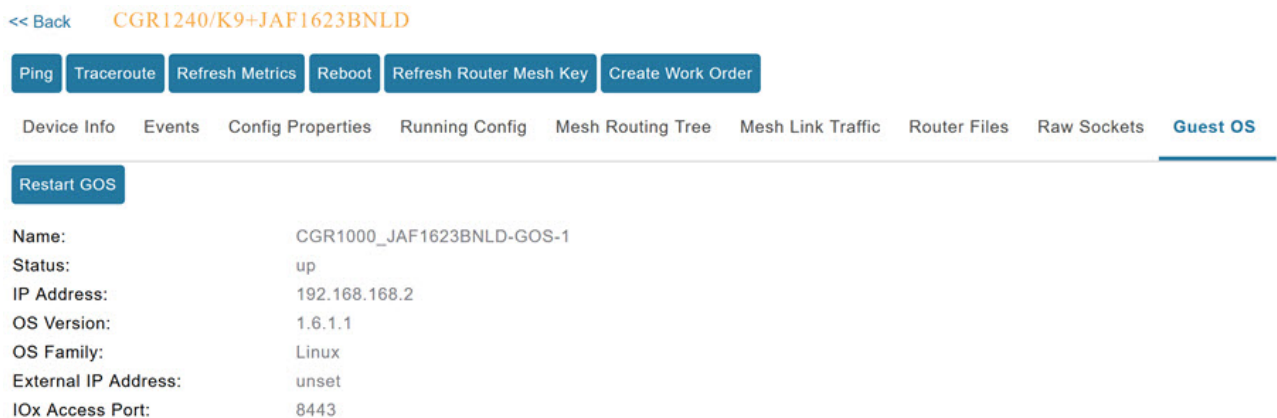 << Back CGR1240/K9+JAF1623BNLD
Ping Traceroute Refresh Metrics Reboot Refresh Router Mesh Key Create Work Order
Device Info Events Config Properties Running Config Mesh Routing Tree Mesh Link Traffic Router Files Raw Sockets Guest OS
Restart GOS
Name: CGR1000_JAF1623BNLD-GOS-1
Status: up
IP Address: 192.168.168.2
OS Version: 1.6.1.1
OS Family: Linux
External IP Address: unset
IOx Access Port: 8443